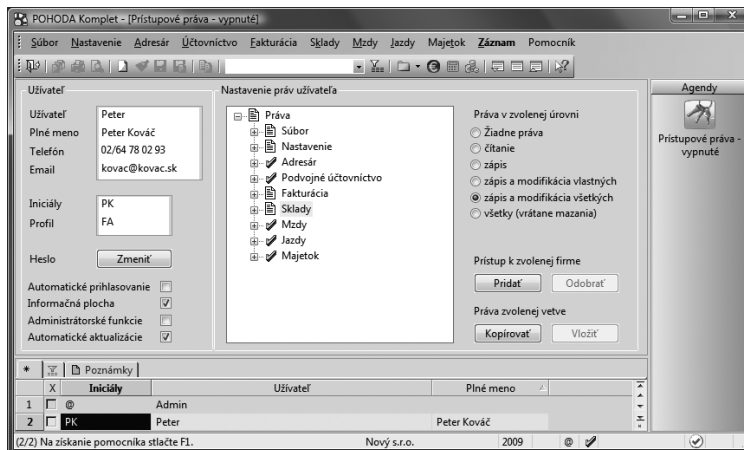 POHODA Komplet - [Prístupové práva - vypnuté]
Súbor Nastavenie Adresár Účtovníctvo Fakturácia Sklady Mzdy Jazdy Majetok Záznam Pomocník
Užívateľ
Užívateľ Peter
Plné meno Peter Kováč
Telefón 02/64 78 02 93
Email kovac@kovac.sk
Iniciály PK
Profil FA
Heslo Zmeniť
Automatické prihlasovanie
Informačná plocha
Administrátorské funkcie
Automatické aktualizácie
Nastavenie práv užívateľa
Práva
Súbor
Nastavenie
Adresár
Podvojné účtovníctvo
Fakturácia
Sklady
Mzdy
Jazdy
Majetok
Práva v zvolenej úrovni
Žiadne práva
čítanie
zápis
zápis a modifikácia vlastných
zápis a modifikácia všetkých
všetky (vrátane mazania)
Prístup k zvolenej firme
Pridať Odobrať
Práva zvolenej vetve
Kopírovať Vložiť
Agendy
Prístupové práva -
vypnuté
* Poznámky
X Iniciály Užívateľ Plné meno
1 @ Admin
2 PK Peter Peter Kováč
(2/2) Na získanie pomocníka stlačte F1. Nový s.r.o. 2009 @